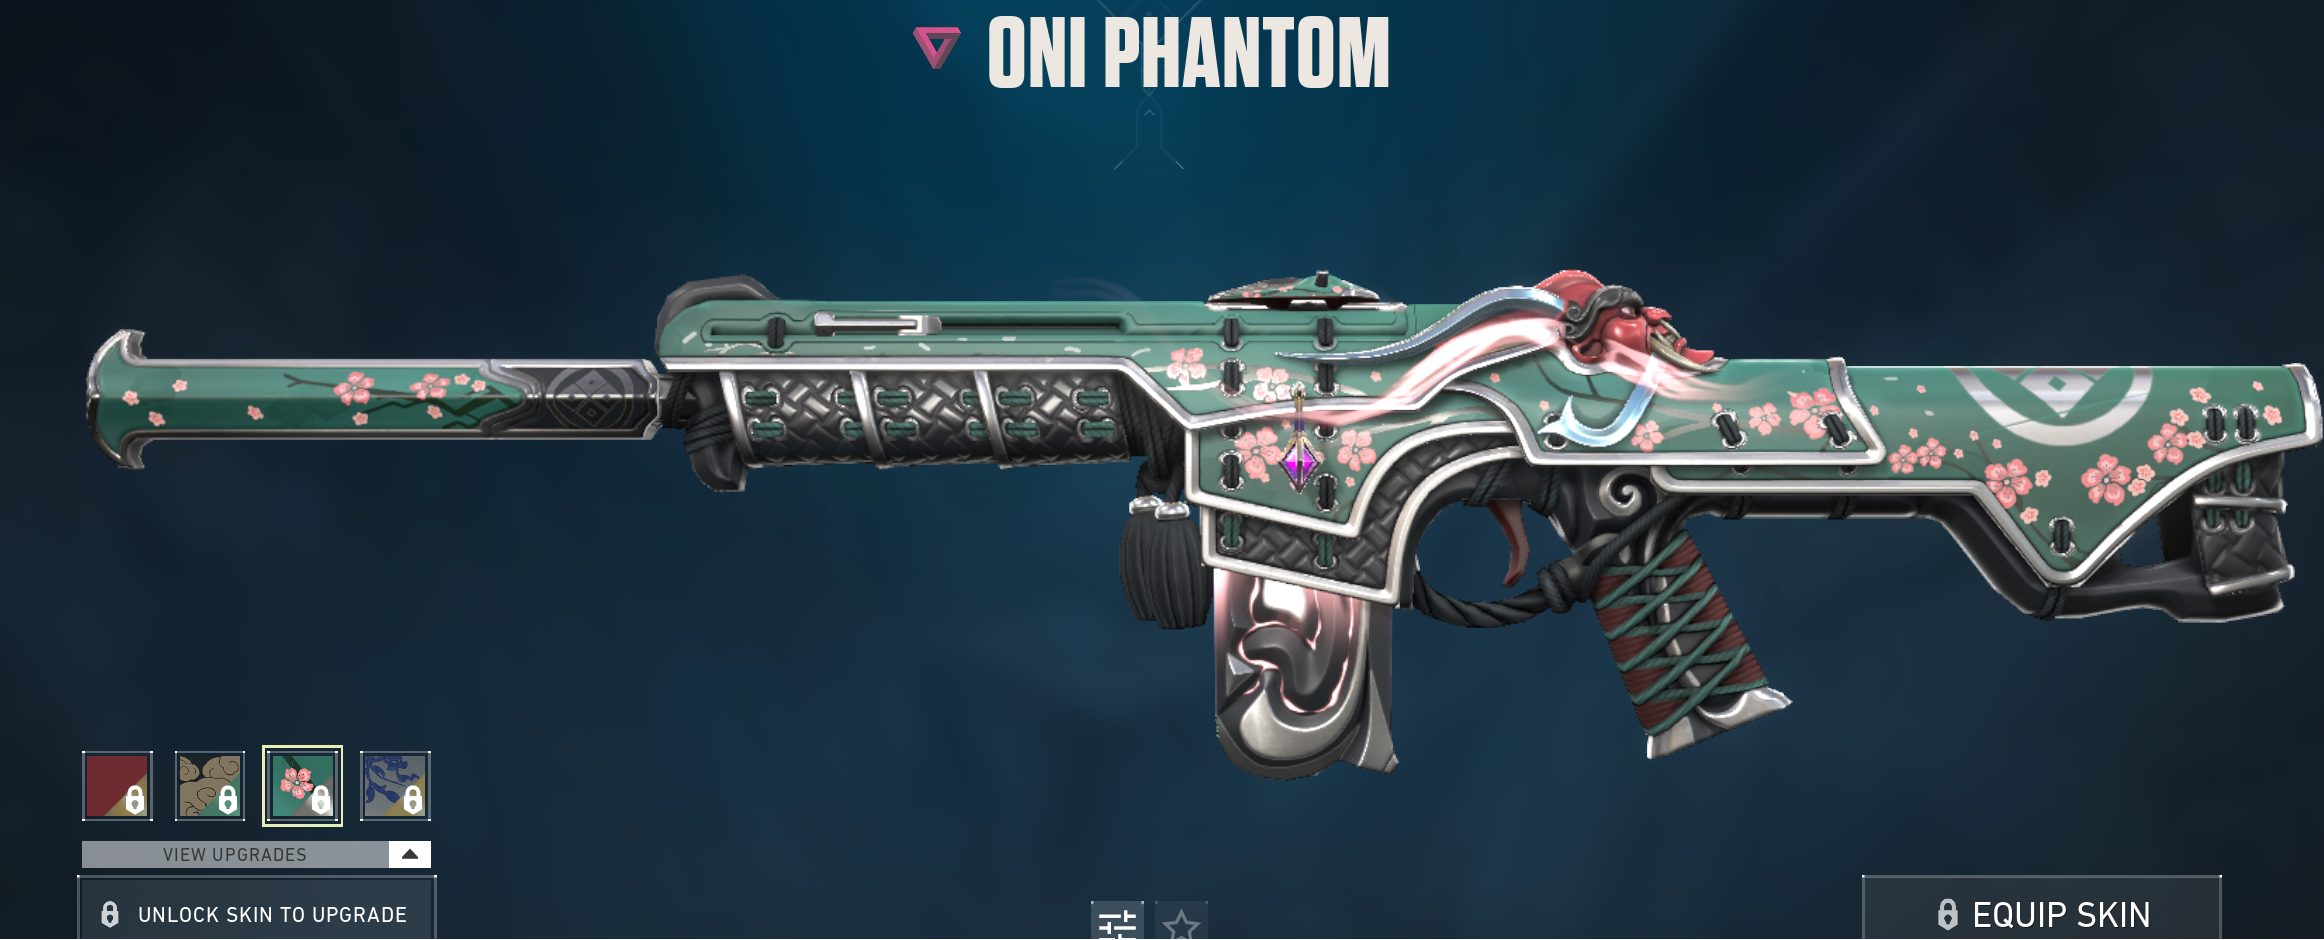 ONI PHANTOM
VIEW UPGRADES
UNLOCK SKIN TO UPGRADE
EQUIP SKIN